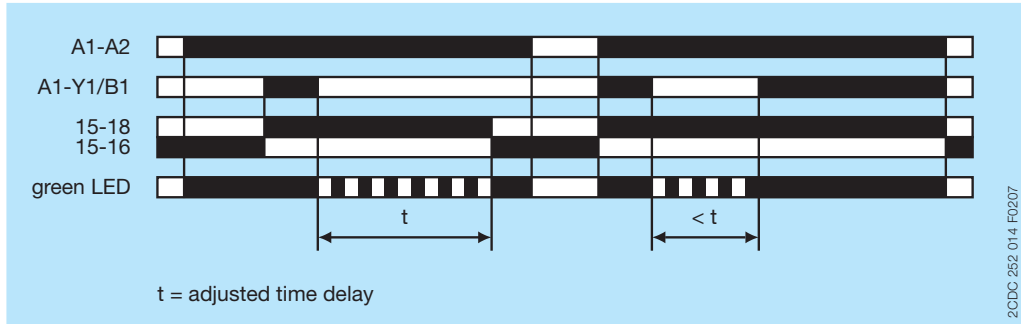 A1-A2
A1-Y1/B1
15-18
15-16
green LED
t
< t
t = adjusted time delay
2CDC 252 014 F0207